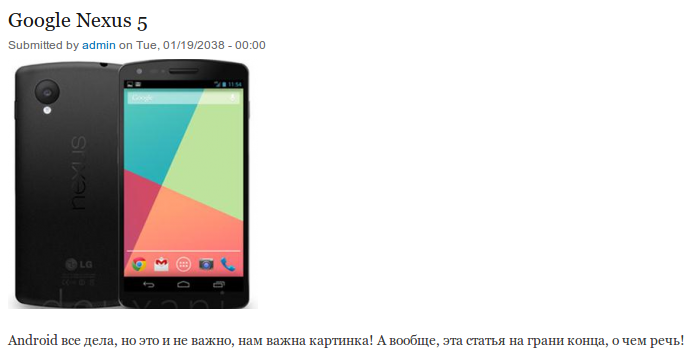 Google Nexus 5
Submitted by admin on Tue, 01/19/2038 - 00:00
11:54
Google
nexus
LG
Android все дела, но это и не важно, нам важна картинка! А вообще, эта статья на грани конца, о чем речь!